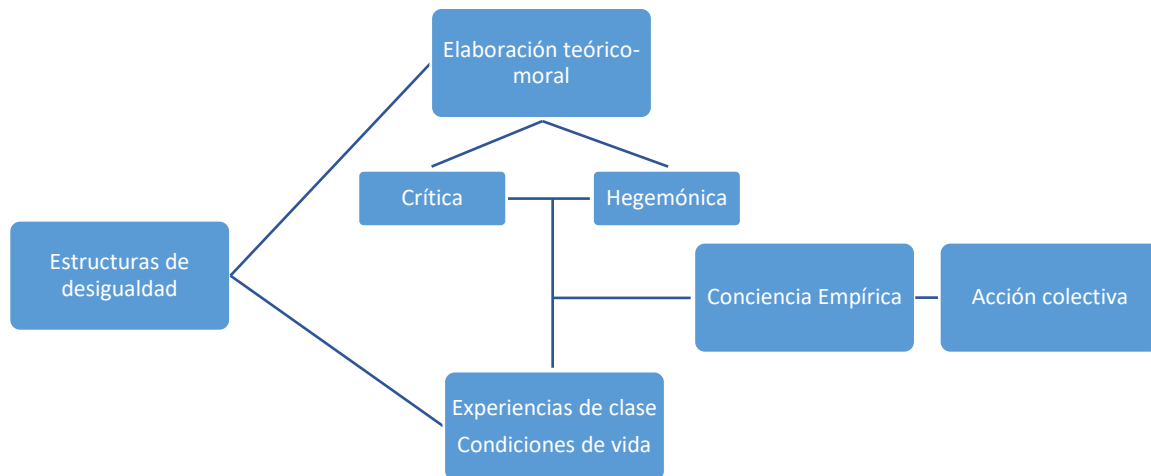 Elaboración teórico-
moral
Crítica
Hegemónica
Estructuras de
desigualdad
Conciencia Empírica
Acción colectiva
Experiencias de clase
Condiciones de vida